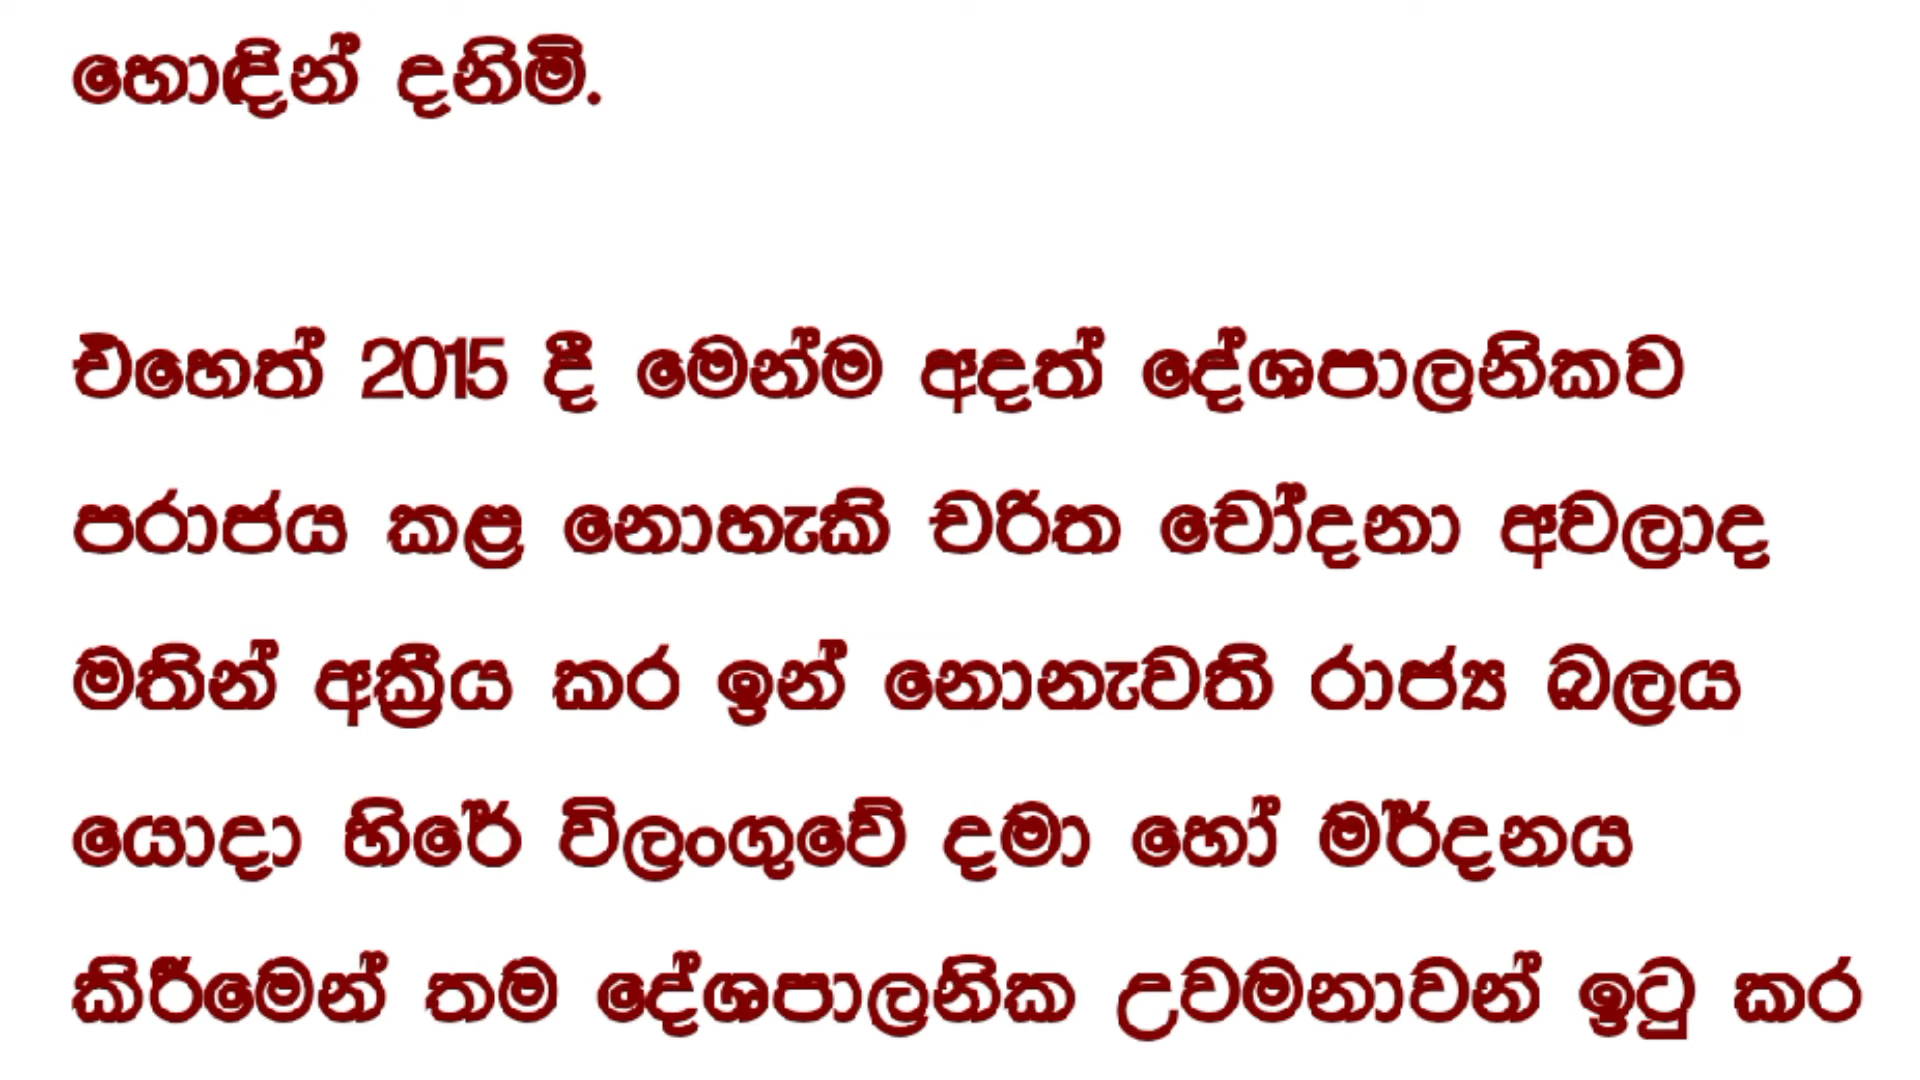 හොඳින් දනිමි.
එහෙත් 2015 දී මෙන්ම අදත් දේශපාලනිකව
පරාජය කළ නොහැකි චරිත චෝදනා අවලාද
මතින් අක්‍රීය කර ඉන් නොනැවති රාජ්‍ය බලය
යොදා හිරේ විලංගුවේ දමා හෝ මර්දනය
කිරීමෙන් තම දේශපාලනික උවමනාවන් ඉටු කර